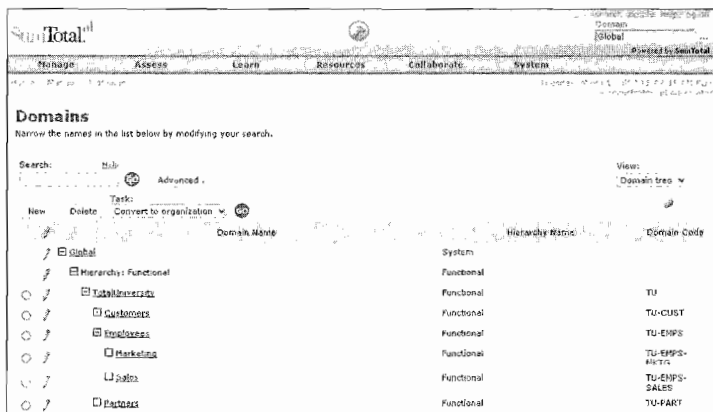 SumTotal
Domain
Global
Powered by SumTotal
Manage Assess Learn Resources Collaborate System
Domains
Narrow the names in the list below by modifying your search.
Search: Help View:
Advanced Domain tree
Task:
New Delete Convert to organization GO
Domain Name Hierarchy Name Domain Code
Global System
Hierarchy: Functional Functional
TotalUniversity Functional TU
Customers Functional TU-CUST
Employees Functional TU-EMPS
Marketing Functional TU-EMPS-
MKTG
Sales Functional TU-EMPS-
SALES
Partners Functional TU-PART